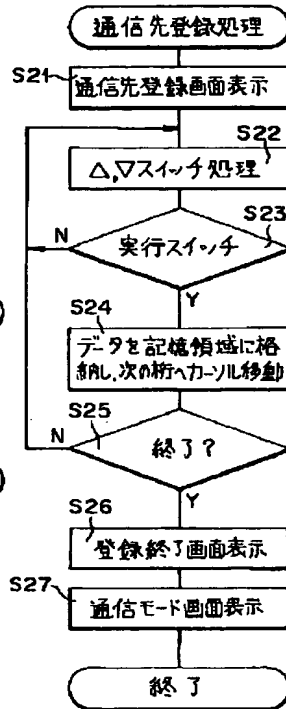 通信先登録処理
S21
通信先登録画面表示
S22
△,▽スイッチ処理
S23
N
実行スイッチ
Y
S24
データを記憶領域に格
納し、次の桁へカーソル移動
S25
N
終了?
Y
S26
登録終了画面表示
S27
通信モード画面表示
終了